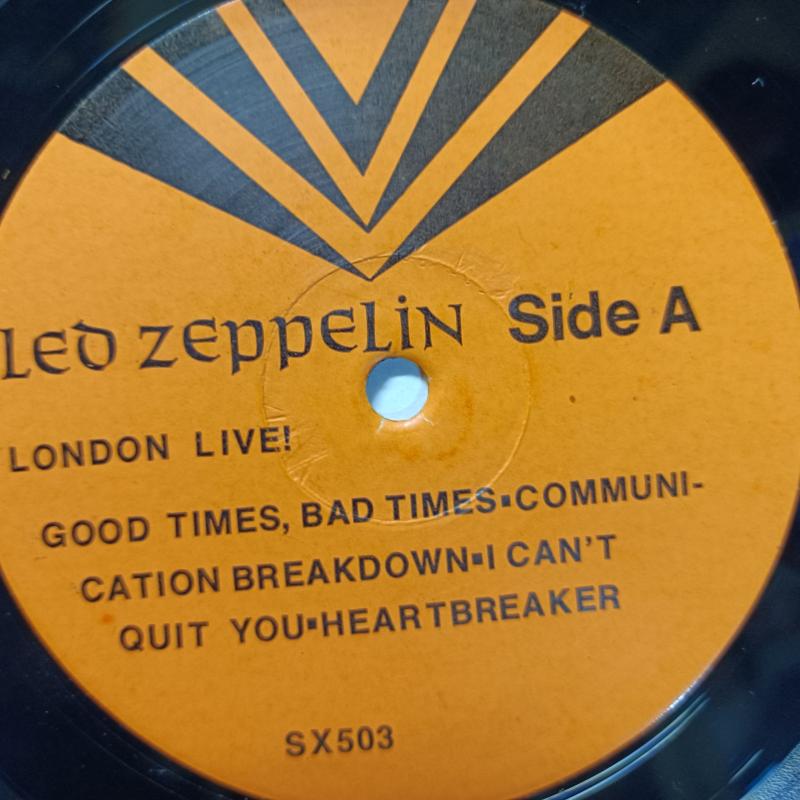 LED ZEPPELIN Side A
LONDON LIVE!
GOOD TIMES, BAD TIMES▪COMMUNI-
CATION BREAKDOWN▪I CAN'T
QUIT YOU▪HEARTBREAKER
SX503